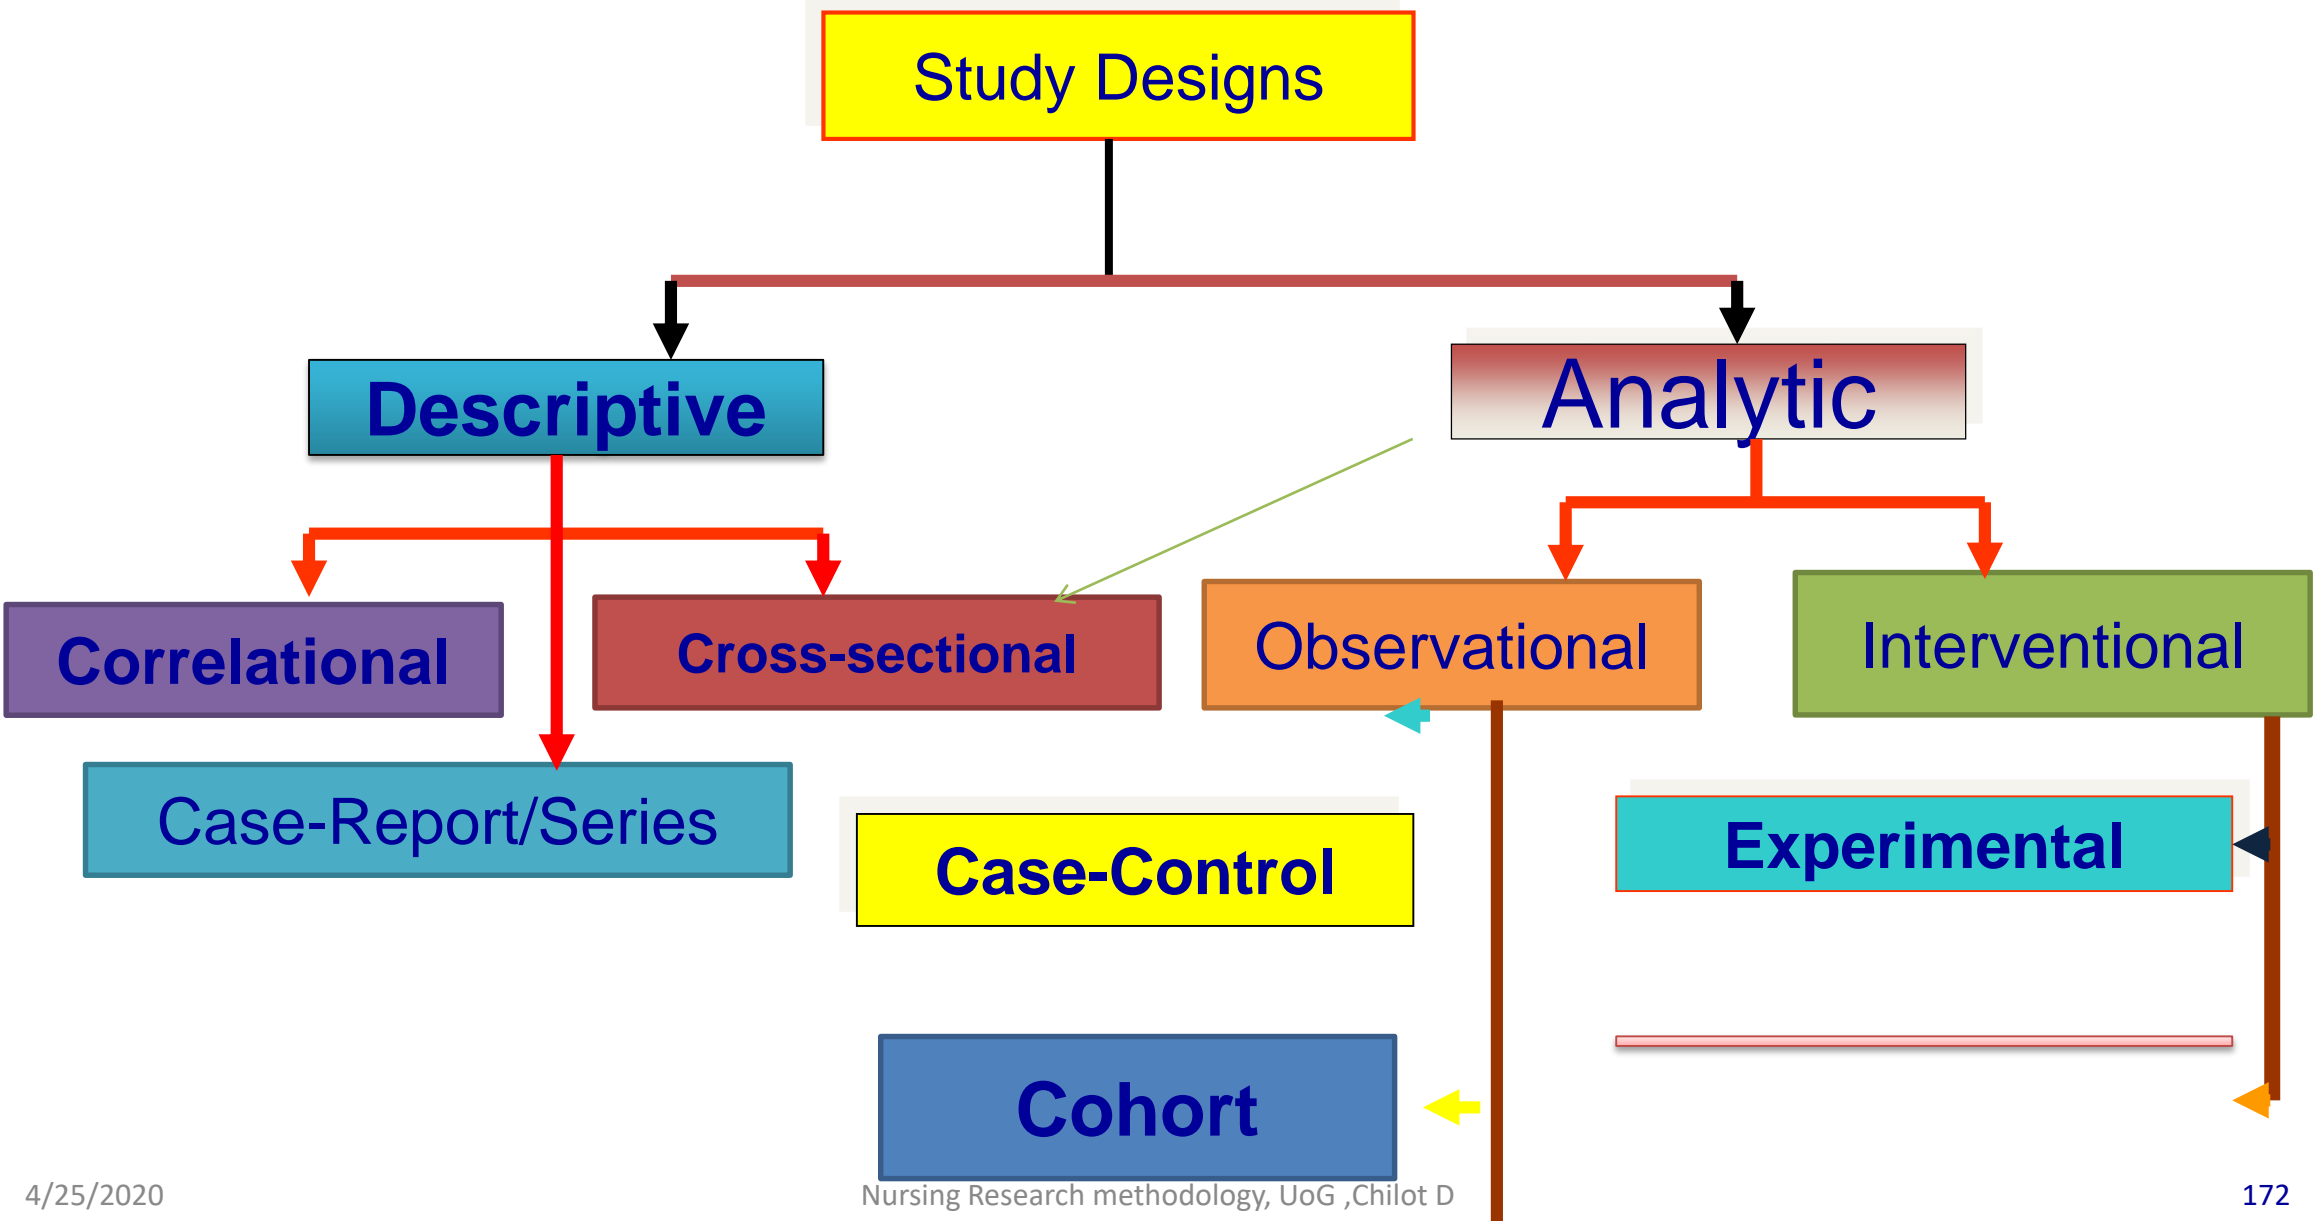 Study Designs
Descriptive
Analytic
Correlational
Cross-sectional
Observational
Interventional
Case-Report/Series
Case-Control
Experimental
Cohort
4/25/2020
Nursing Research methodology, UoG ,Chilot D
172